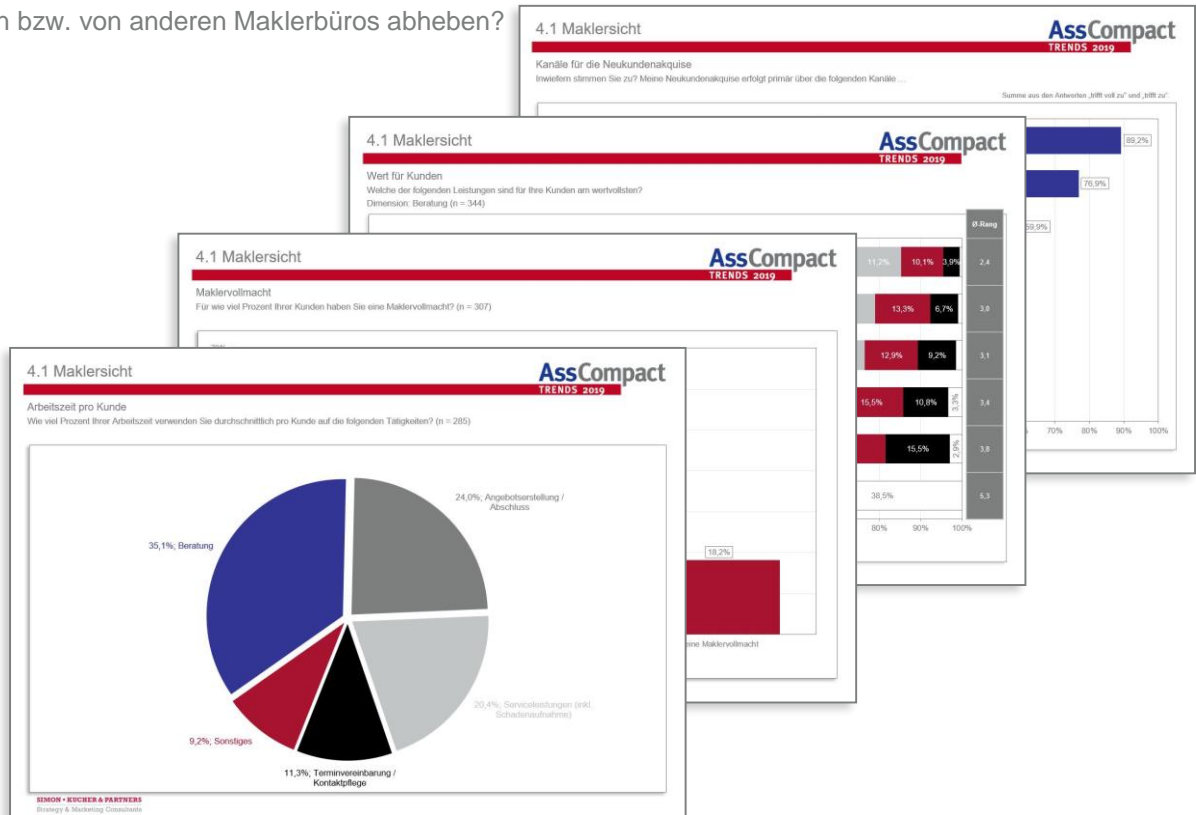 bzw. von anderen Maklerbüros abheben?
4.1 Maklersicht
AssCompact
TRENDS 2019
Kanäle für die Neukundenakquise
Inwiefern stimmen Sie zu? Meine Neukundenakquise erfolgt primär über die folgenden Kanäle ...
Summe aus den Antworten „trifft voll zu“ und „trifft zu“.
89,2%
76,9%
59,9%
70% 80% 90% 100%
4.1 Maklersicht
AssCompact
TRENDS 2019
Wert für Kunden
Welche der folgenden Leistungen sind für Ihre Kunden am wertvollsten?
Dimension: Beratung (n = 344)
Ø-Rang
11,2% 10,1% 3,9% 2,4
13,3% 6,7% 3,0
12,9% 9,2% 3,1
15,5% 10,8% 3,3% 3,4
15,5% 2,9% 3,8
38,5% 5,3
80% 90% 100%
4.1 Maklersicht
AssCompact
TRENDS 2019
Maklervollmacht
Für wie viel Prozent Ihrer Kunden haben Sie eine Maklervollmacht? (n = 307)
18,2%
eine Maklervollmacht
4.1 Maklersicht
AssCompact
TRENDS 2019
Arbeitszeit pro Kunde
Wie viel Prozent Ihrer Arbeitszeit verwenden Sie durchschnittlich pro Kunde auf die folgenden Tätigkeiten? (n = 285)
24,0%; Angebotserstellung /
Abschluss
35,1%; Beratung
20,4%; Serviceleistungen (inkl.
Schadenaufnahme)
9,2%; Sonstiges
11,3%; Terminvereinbarung /
Kontaktpflege
SIMON • KUCHER & PARTNERS
Strategy & Marketing Consultants